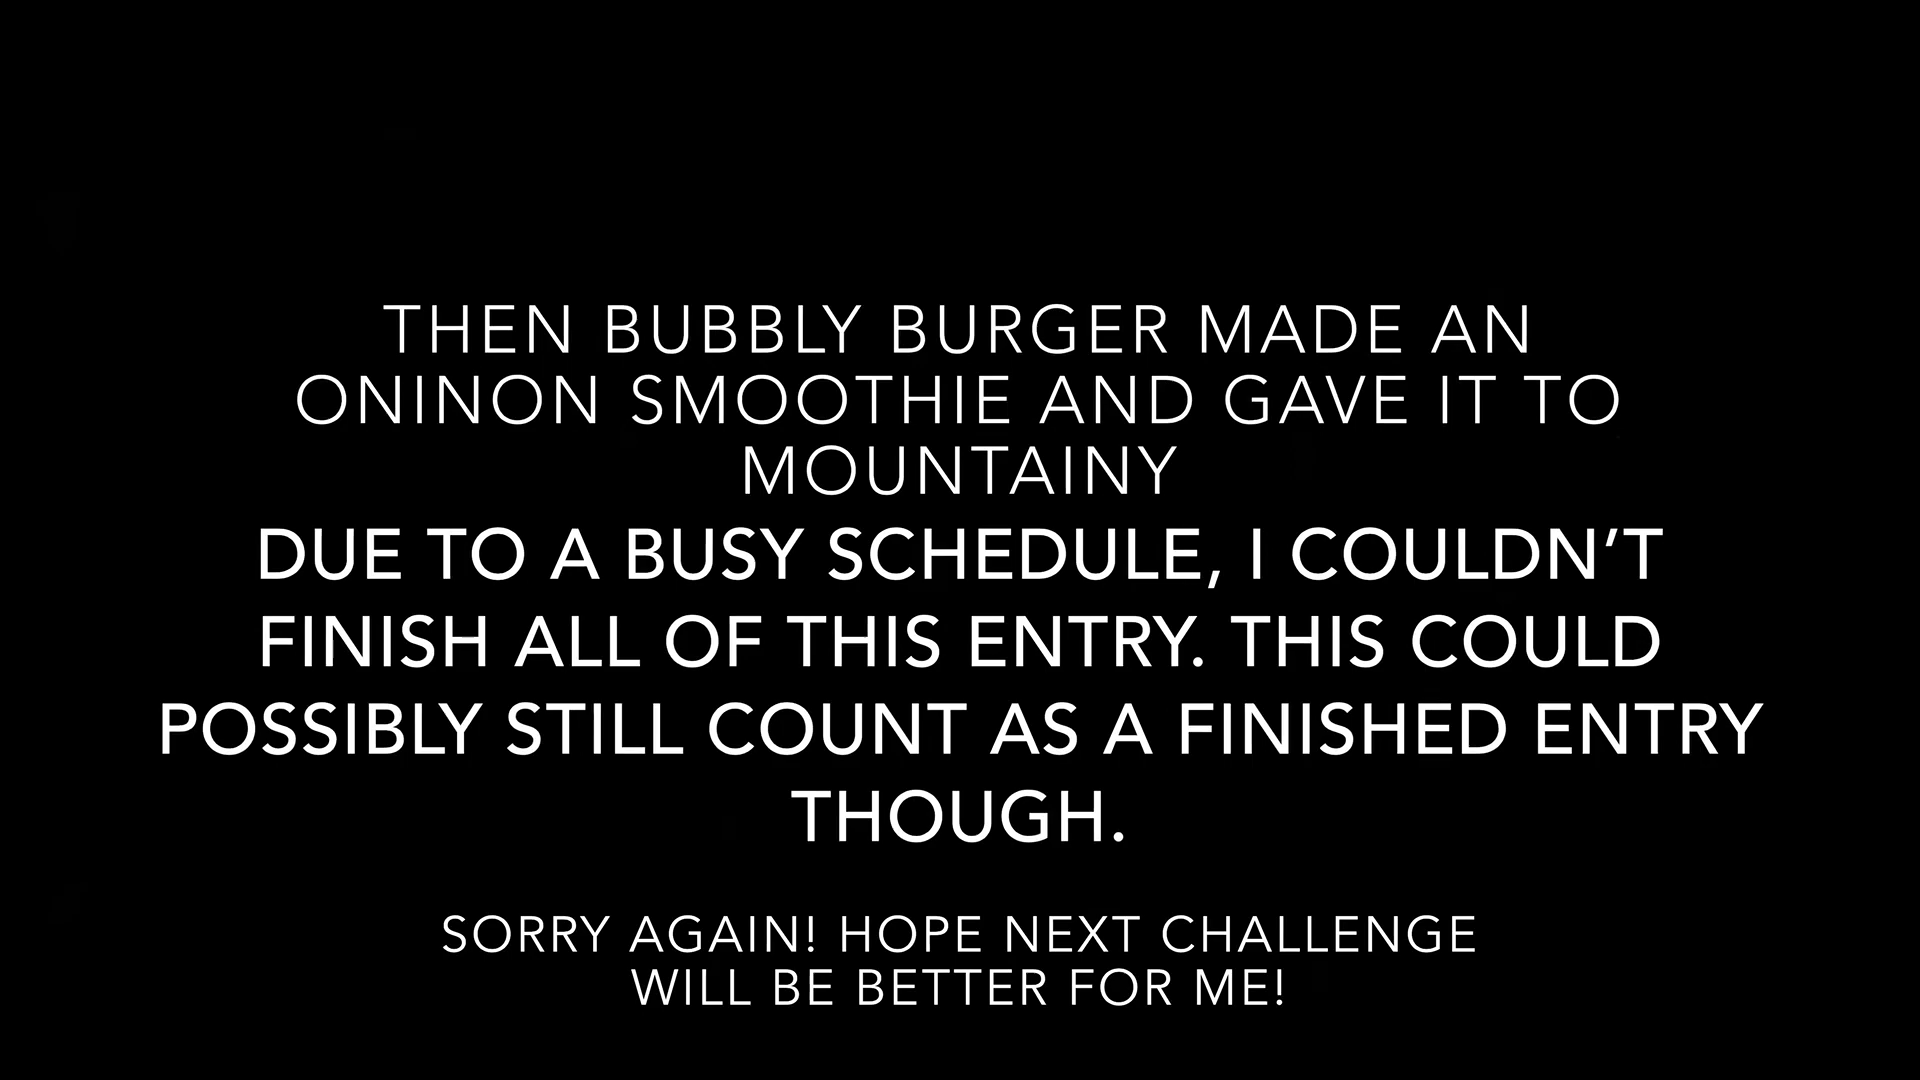 THEN BUBBLY BURGER MADE AN
ONINON SMOOTHIE AND GAVE IT TO
MOUNTAINY
DUE TO A BUSY SCHEDULE, I COULDN’T
FINISH ALL OF THIS ENTRY. THIS COULD
POSSIBLY STILL COUNT AS A FINISHED ENTRY
THOUGH.
SORRY AGAIN! HOPE NEXT CHALLENGE
WILL BE BETTER FOR ME!